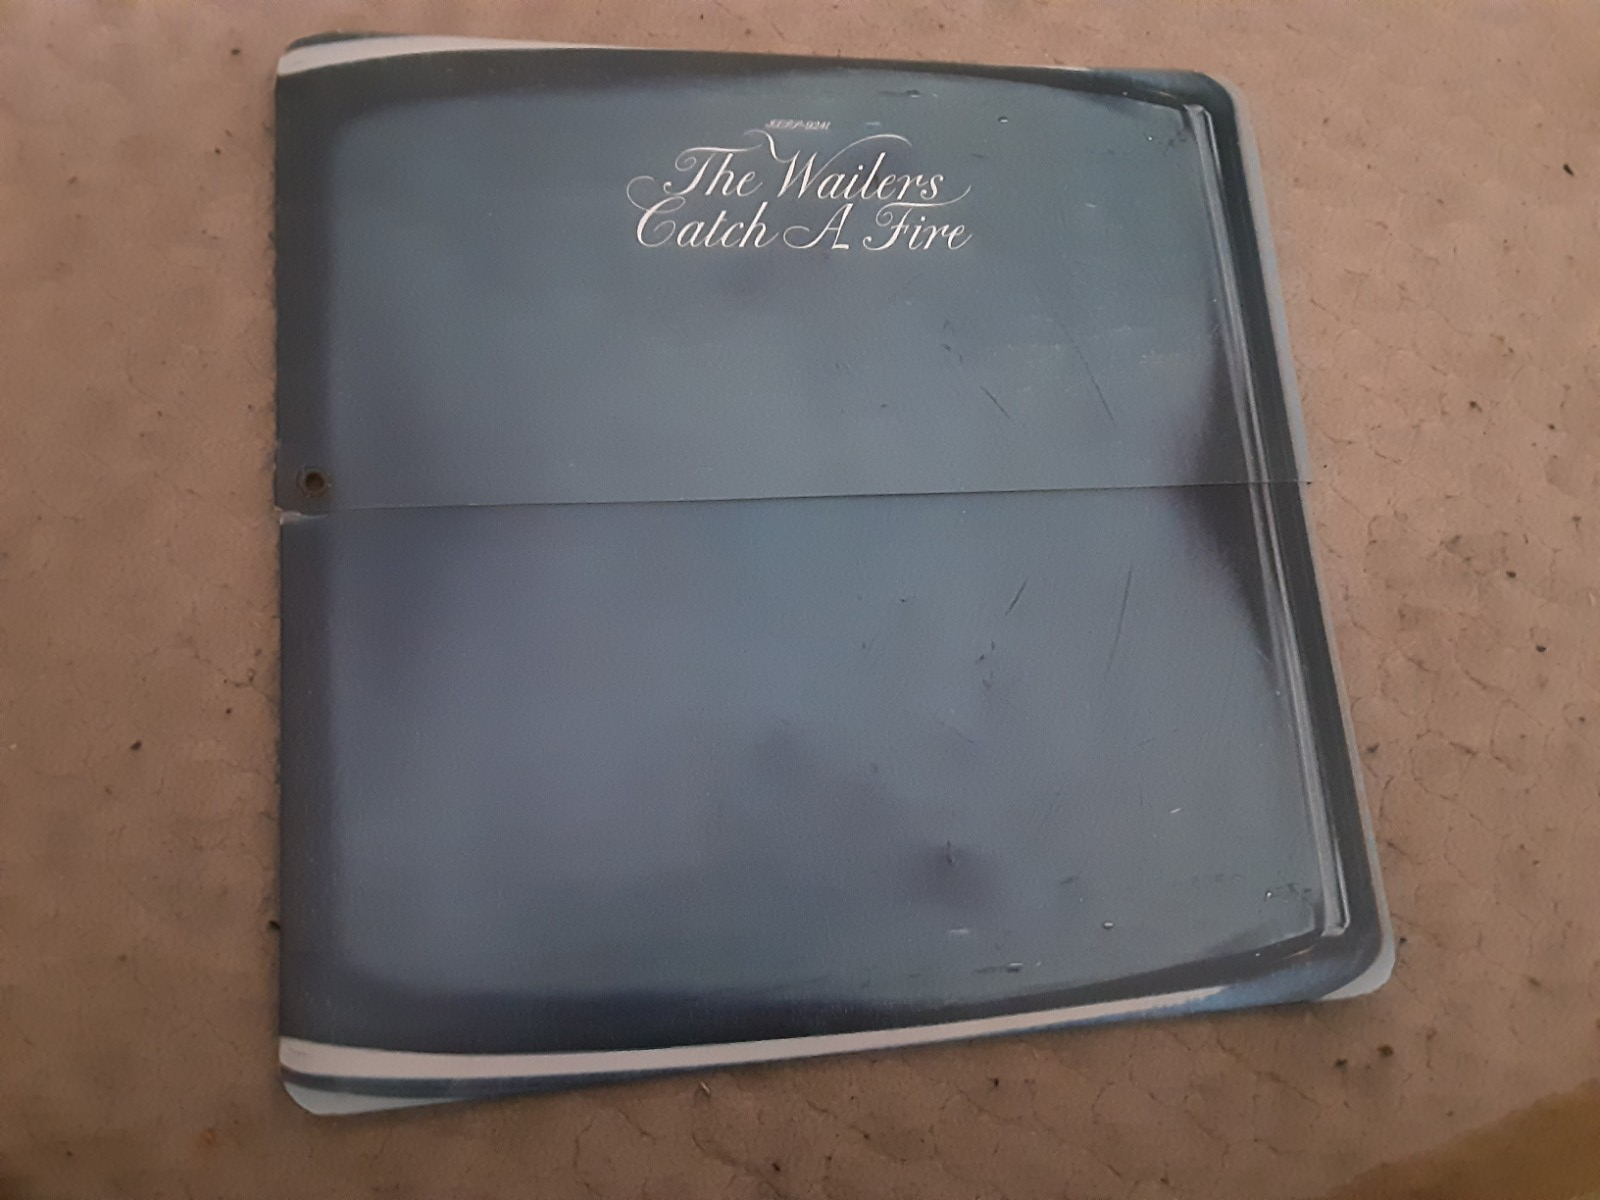 The Wailers
Catch A Fire